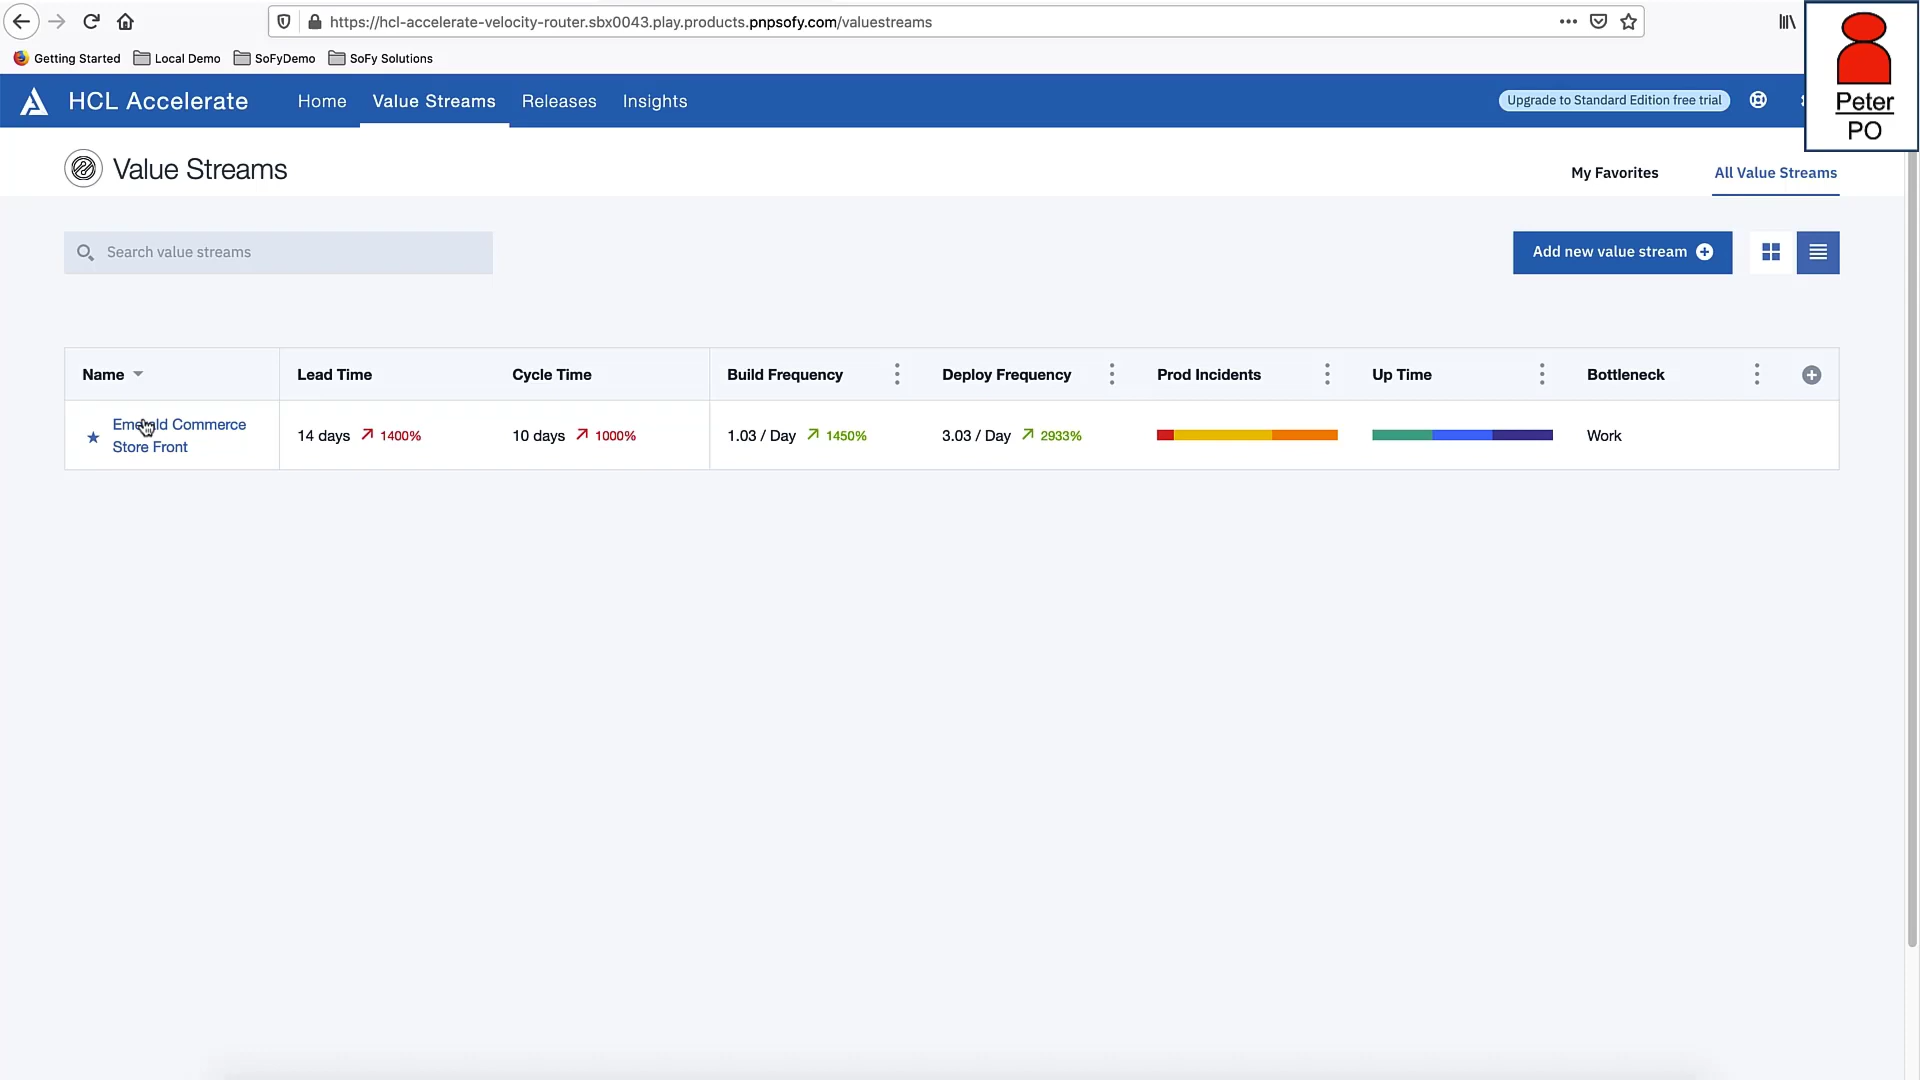 https://hcl-accelerate-velocity-router.sbx0043.play.products.pnpsofy.com/valuestreams
Getting Started
Local Demo
SoFyDemo
SoFy Solutions
HCL Accelerate
Home
Value Streams
Releases
Insights
Upgrade to Standard Edition free trial
Peter
PO
Value Streams
My Favorites
All Value Streams
Search value streams
Add new value stream
Name
Lead Time
Cycle Time
Build Frequency
Deploy Frequency
Prod Incidents
Up Time
Bottleneck
Emerald Commerce
Store Front
14 days
1400%
10 days
1000%
1.03 / Day
1450%
3.03 / Day
2933%
Work